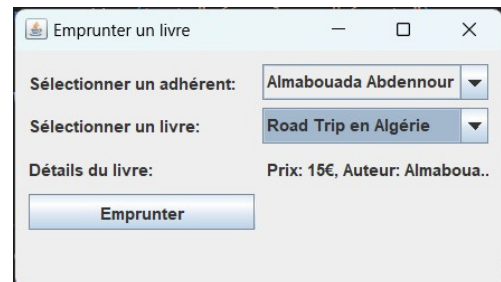 Emprunter un livre
Sélectionner un adhérent: Almabouada Abdennour
Sélectionner un livre: Road Trip en Algérie
Détails du livre: Prix: 15€, Auteur: Almaboua..
Emprunter